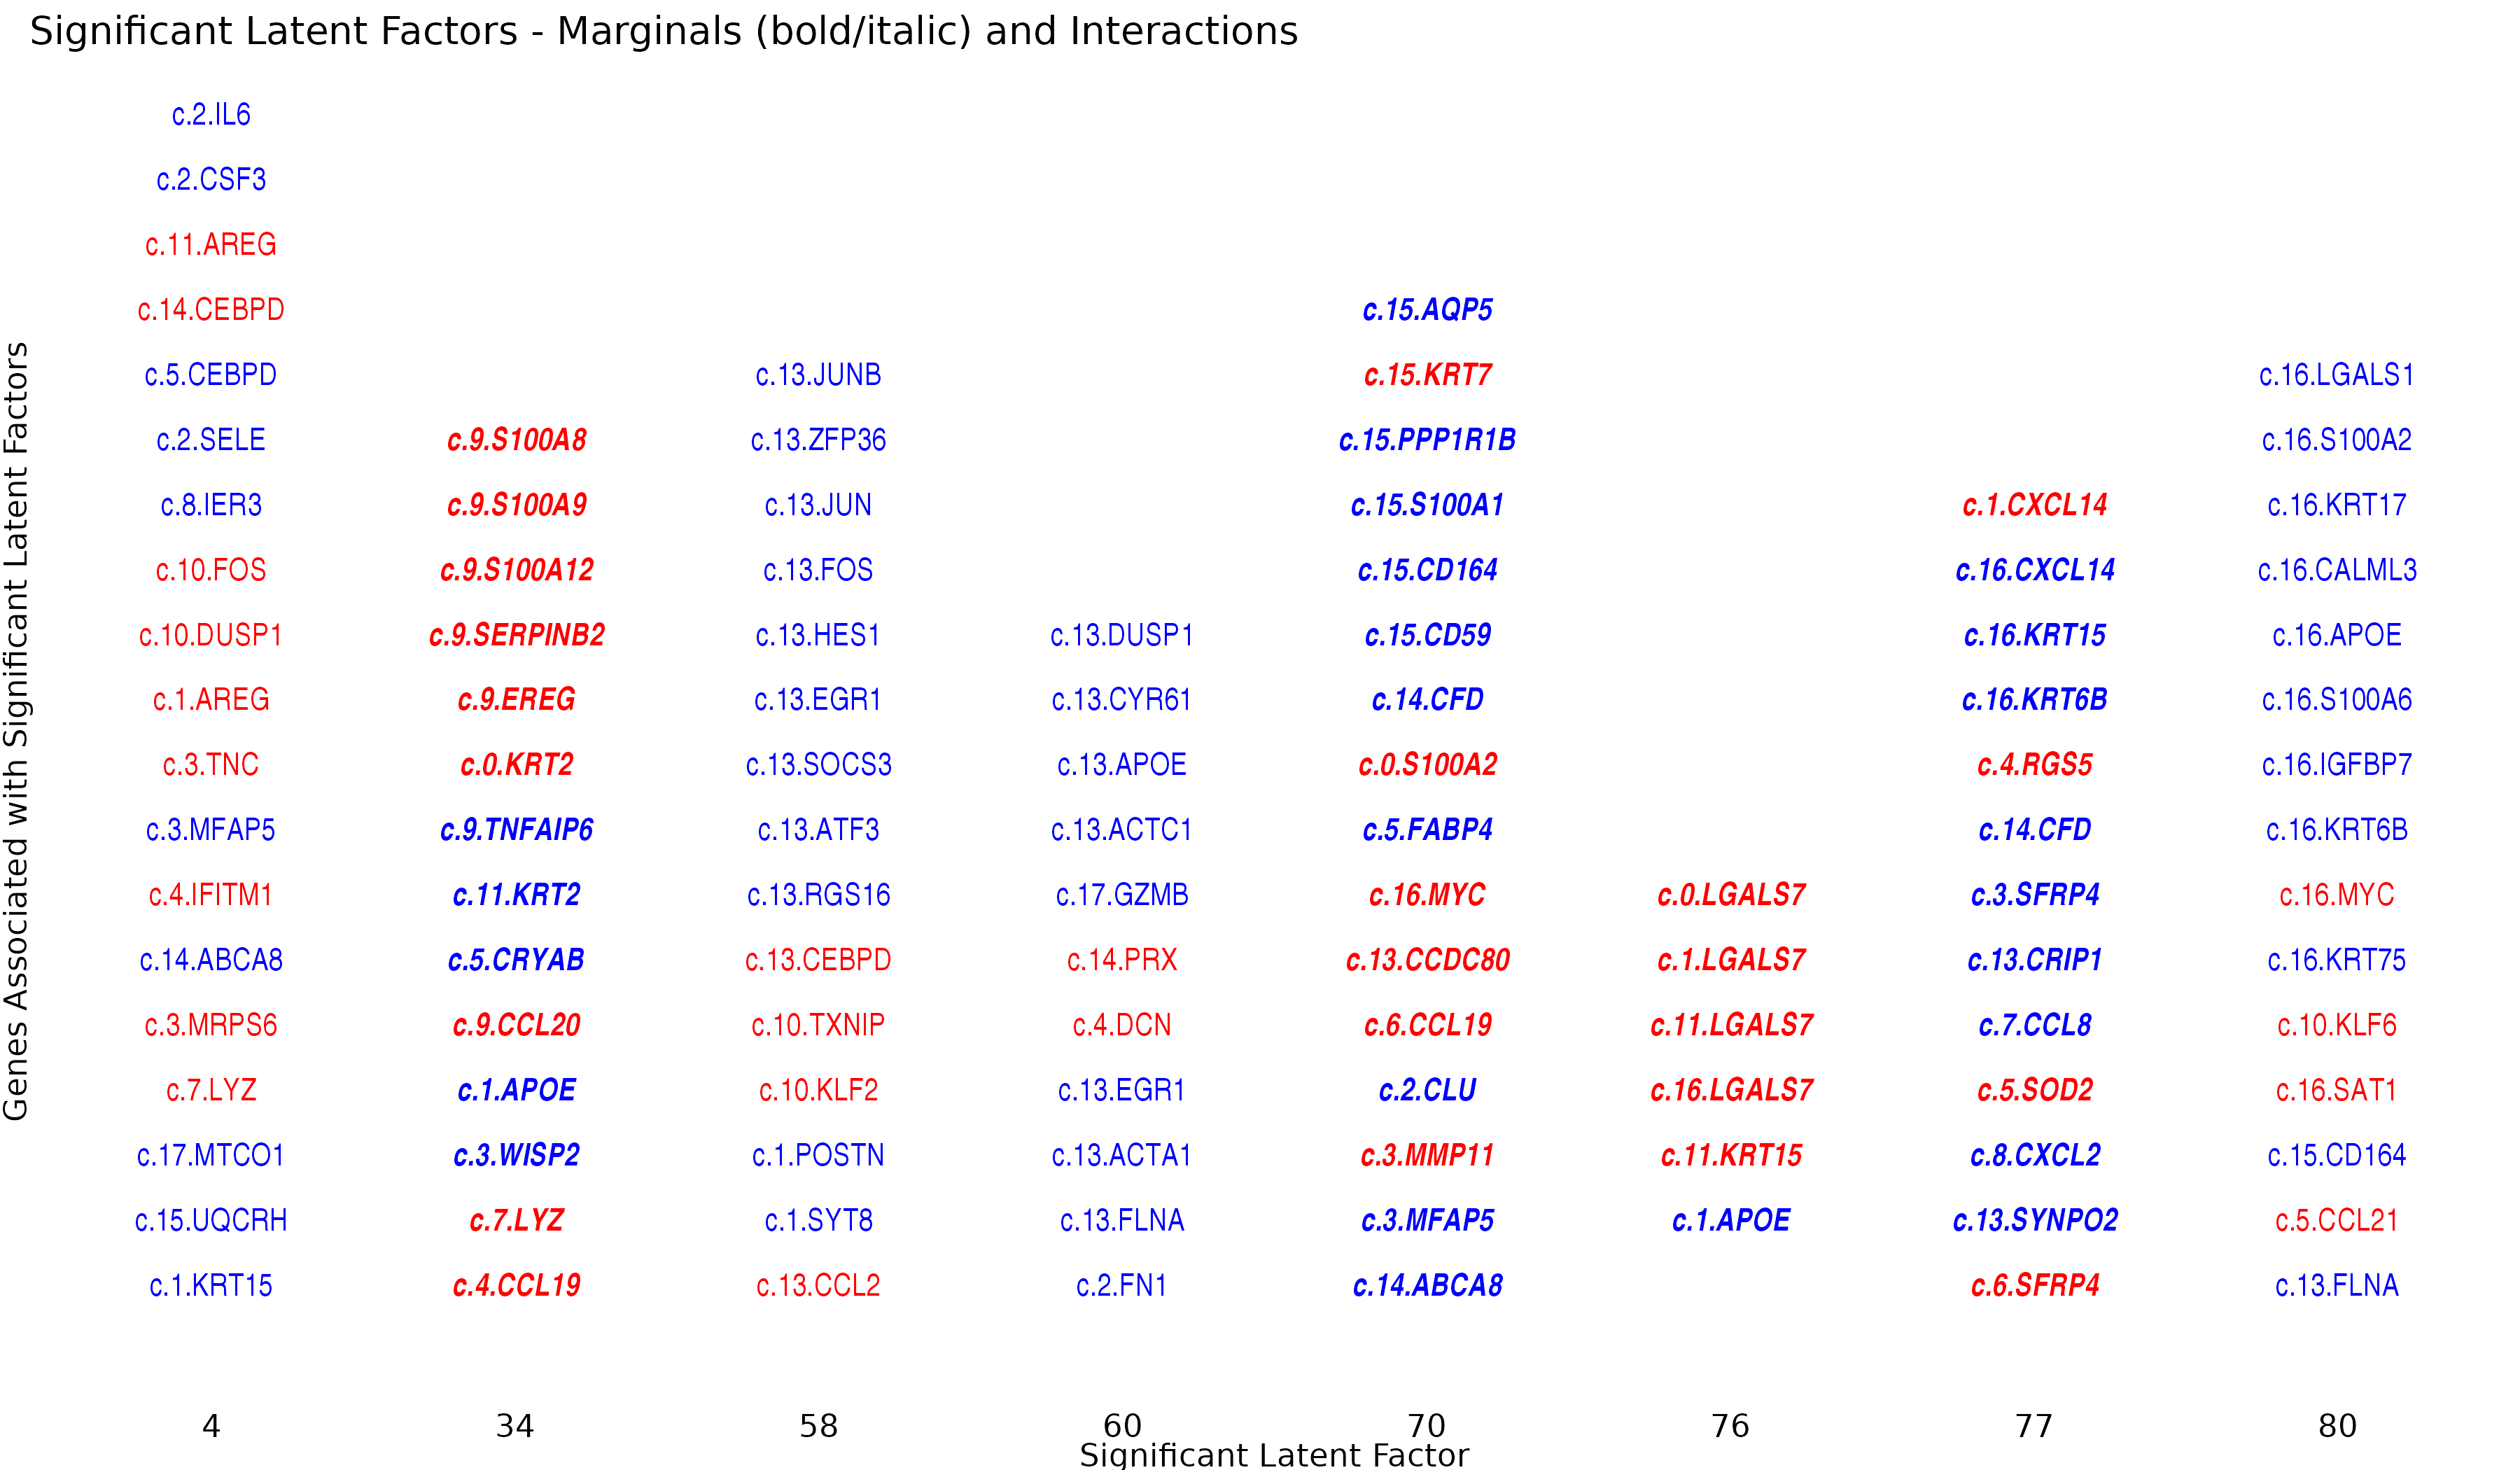 Significant Latent Factors - Marginals (bold/italic) and Interactions
Genes Associated with Significant Latent Factors
c.2.IL6
c.2.CSF3
c.11.AREG
c.14.CEBPD
c.5.CEBPD
c.2.SELE
c.8.IER3
c.10.FOS
c.10.DUSP1
c.1.AREG
c.3.TNC
c.3.MFAP5
c.4.IFITM1
c.14.ABCA8
c.3.MRPS6
c.7.LYZ
c.17.MTCO1
c.15.UQCRH
c.1.KRT15
4
c.9.S100A8
c.9.S100A9
c.9.S100A12
c.9.SERPINB2
c.9.EREG
c.0.KRT2
c.9.TNFAIP6
c.11.KRT2
c.5.CRYAB
c.9.CCL20
c.1.APOE
c.3.WISP2
c.7.LYZ
c.4.CCL19
34
c.13.JUNB
c.13.ZFP36
c.13.JUN
c.13.FOS
c.13.HES1
c.13.EGR1
c.13.SOCS3
c.13.ATF3
c.13.RGS16
c.13.CEBPD
c.10.TXNIP
c.10.KLF2
c.1.POSTN
c.1.SYT8
c.13.CCL2
58
c.13.DUSP1
c.13.CYR61
c.13.APOE
c.13.ACTC1
c.17.GZMB
c.14.PRX
c.4.DCN
c.13.EGR1
c.13.ACTA1
c.13.FLNA
c.2.FN1
60
c.15.AQP5
c.15.KRT7
c.15.PPP1R1B
c.15.S100A1
c.15.CD164
c.15.CD59
c.14.CFD
c.0.S100A2
c.5.FABP4
c.16.MYC
c.13.CCDC80
c.6.CCL19
c.2.CLU
c.3.MMP11
c.3.MFAP5
c.14.ABCA8
70
c.0.LGALS7
c.1.LGALS7
c.11.LGALS7
c.16.LGALS7
c.11.KRT15
c.1.APOE
76
c.1.CXCL14
c.16.CXCL14
c.16.KRT15
c.16.KRT6B
c.4.RGS5
c.14.CFD
c.3.SFRP4
c.13.CRIP1
c.7.CCL8
c.5.SOD2
c.8.CXCL2
c.13.SYNPO2
c.6.SFRP4
77
c.16.LGALS1
c.16.S100A2
c.16.KRT17
c.16.CALML3
c.16.APOE
c.16.S100A6
c.16.IGFBP7
c.16.KRT6B
c.16.MYC
c.16.KRT75
c.10.KLF6
c.16.SAT1
c.15.CD164
c.5.CCL21
c.13.FLNA
80
Significant Latent Factor